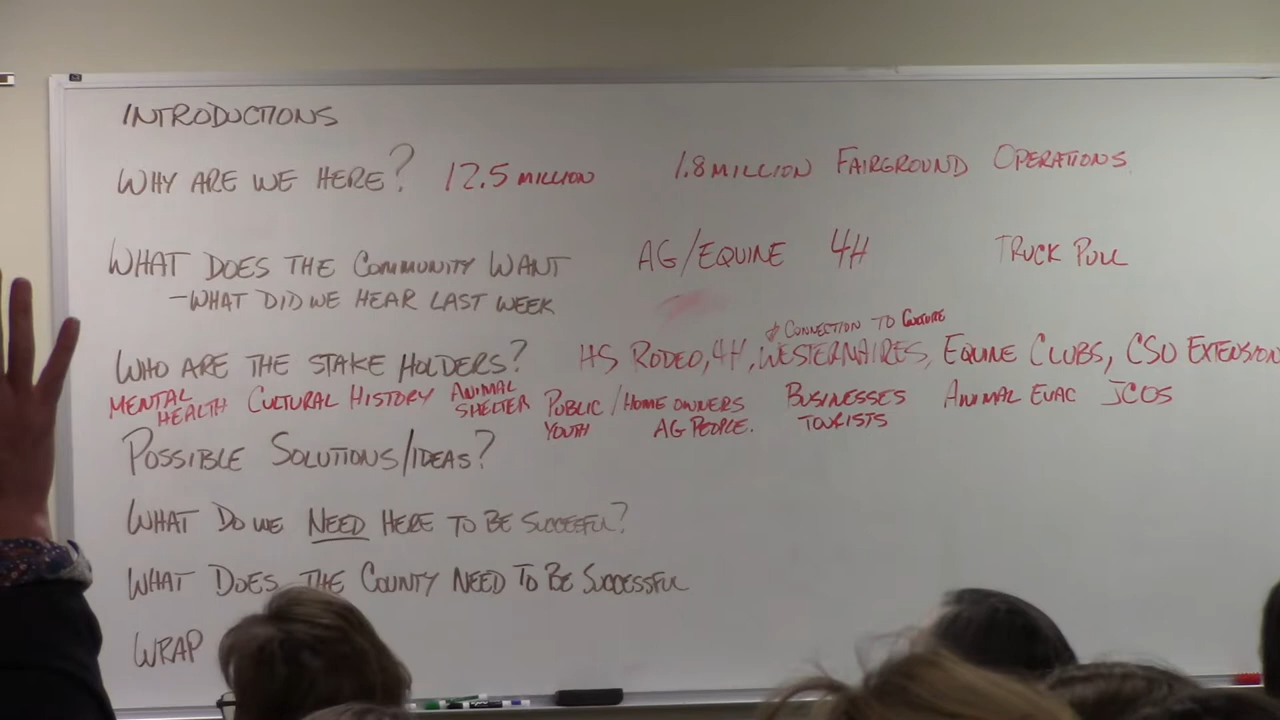 INTRODUCTIONS
WHY ARE WE HERE? 12.5 MILLION 1.8 MILLION FAIRGROUND OPERATIONS
WHAT DOES THE COMMUNITY WANT AG/EQUINE 4H TRUCK PULL
-WHAT DID WE HEAR LAST WEEK
& CONNECTION TO CULTURE
WHO ARE THE STAKE HOLDERS? HS RODEO, 4H, WESTERNAIRES, EQUINE CLUBS, CSU EXTENSION
MENTAL HEALTH CULTURAL HISTORY ANIMAL SHELTER PUBLIC / HOME OWNERS BUSINESSES ANIMAL EVAC JCOS
YOUTH AG PEOPLE. TOURISTS
POSSIBLE SOLUTIONS/IDEAS?
WHAT DO WE NEED HERE TO BE SUCCEFUL?
WHAT DOES THE COUNTY NEED TO BE SUCCESSFUL
WRAP